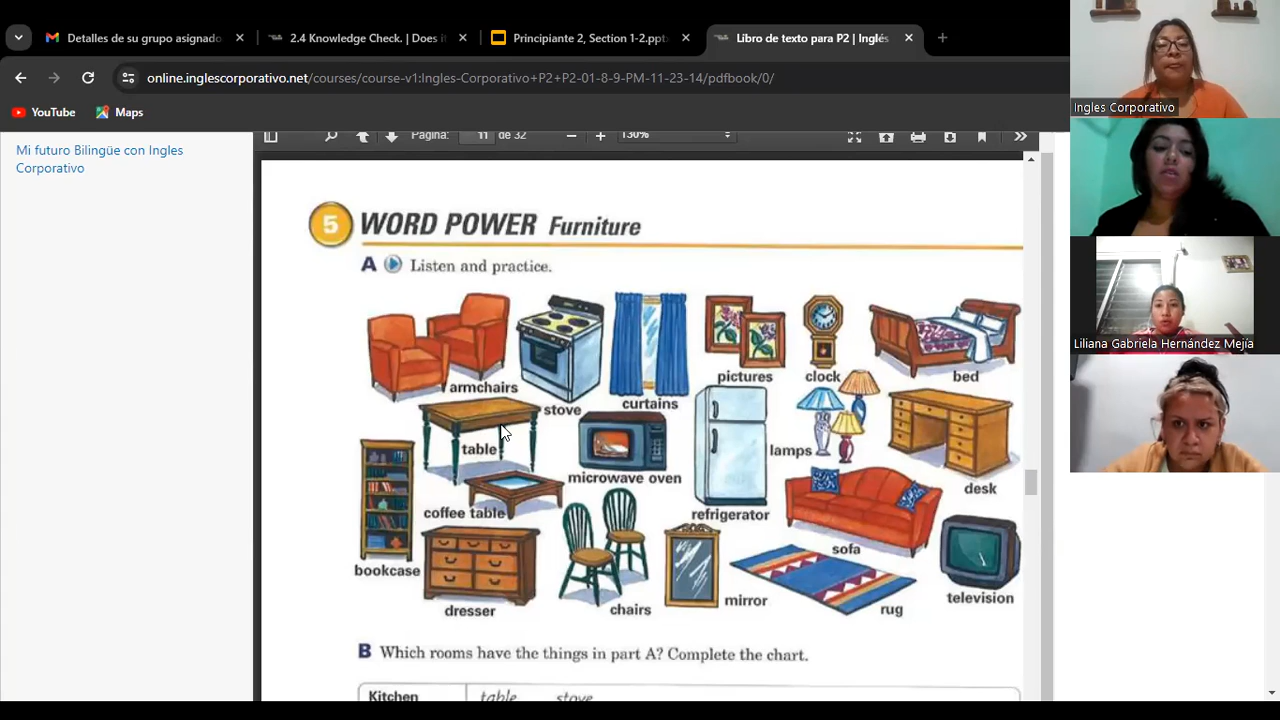 Detalles de su grupo asignado
2.4 Knowledge Check. | Does i
Principiante 2, Section 1-2.ppt
Libro de texto para P2 | Inglés
online.inglescorporativo.net/courses/course-v1:Ingles-Corporativo+P2+P2-01-8-9-PM-11-23-14/pdfbook/0/
YouTube
Maps
Mi futuro Bilingüe con Ingles
Corporativo
Página: 11 de 32
130%
5 WORD POWER Furniture
A Listen and practice.
armchairs
stove
curtains
pictures
clock
bed
table
microwave oven
lamps
desk
coffee table
refrigerator
sofa
bookcase
dresser
chairs
mirror
rug
television
B Which rooms have the things in part A? Complete the chart.
Kitchen table stove
Ingles Corporativo
Liliana Gabriela Hernández Mejía